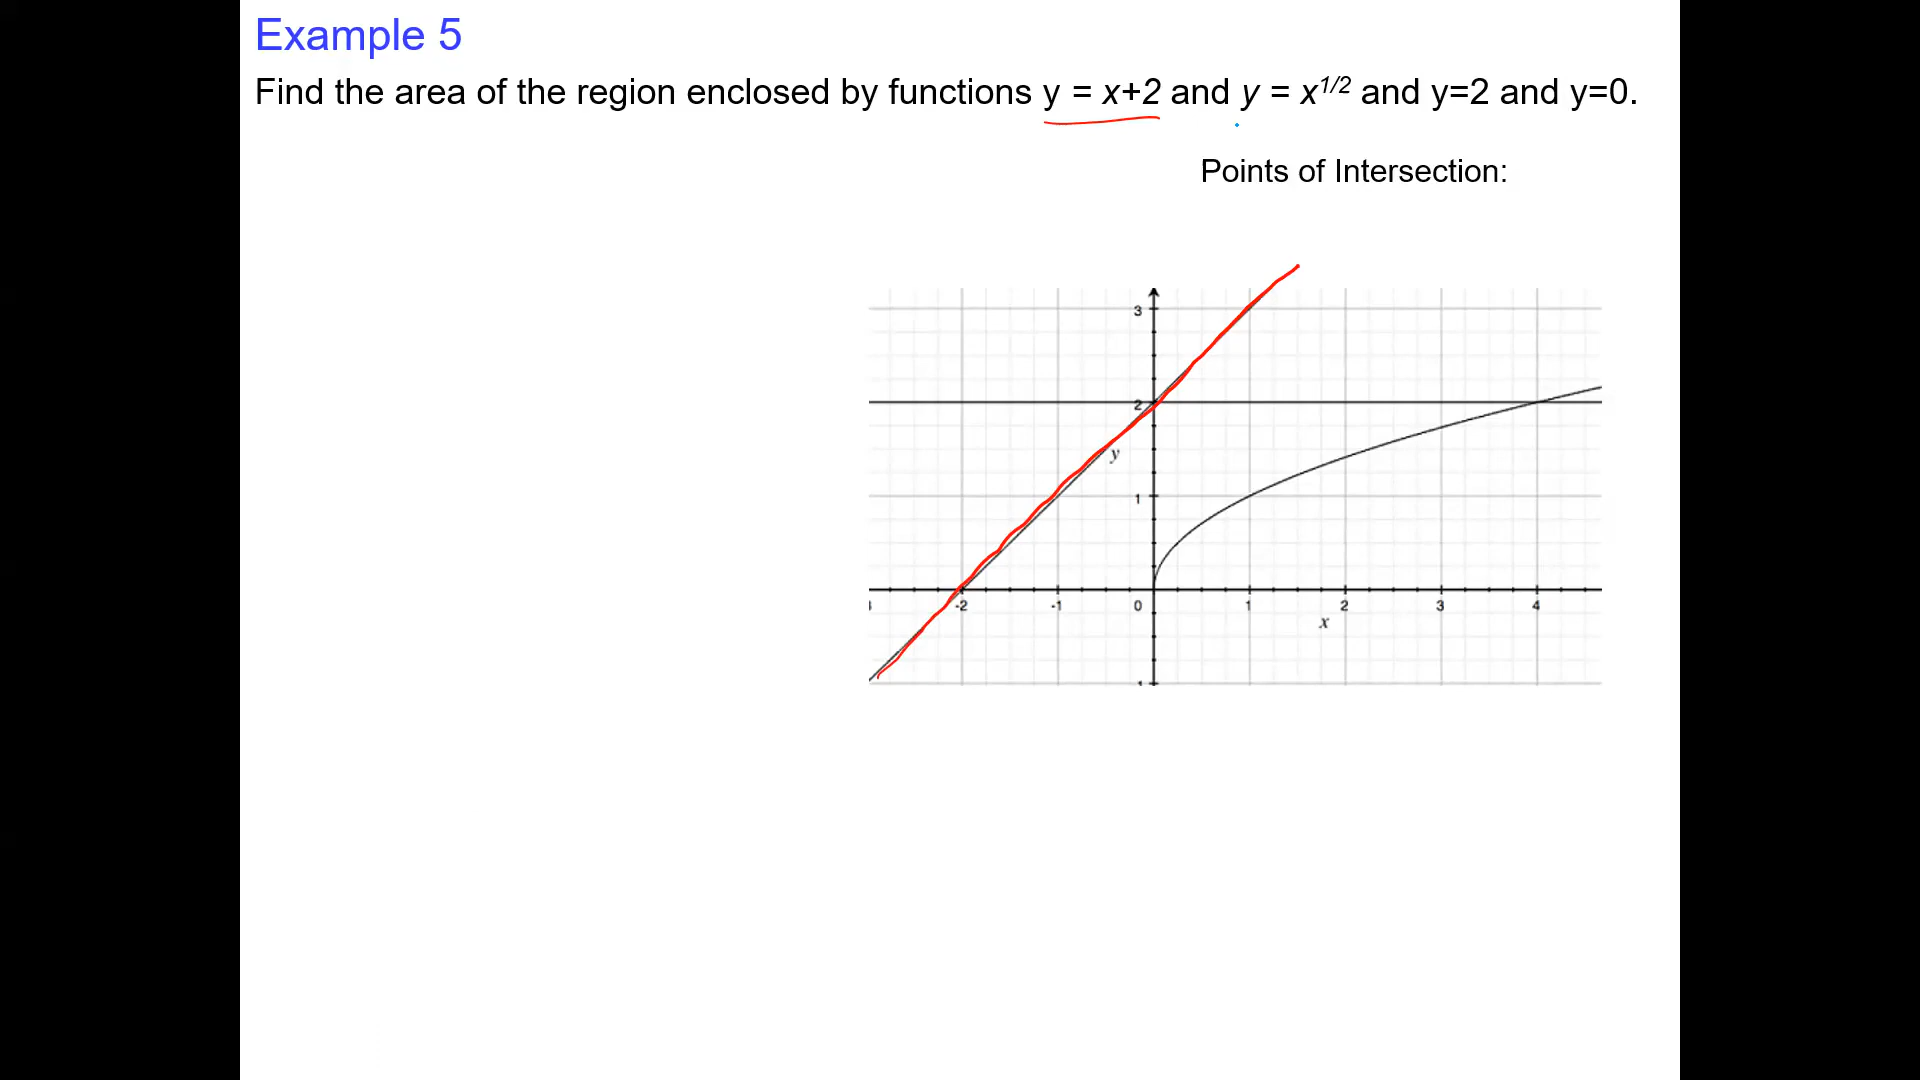 Example 5
Find the area of the region enclosed by functions y = x+2 and y = x^1/2 and y=2 and y=0.
Points of Intersection:
3
2
y
1
-2 -1 0 1 2 3 4
x